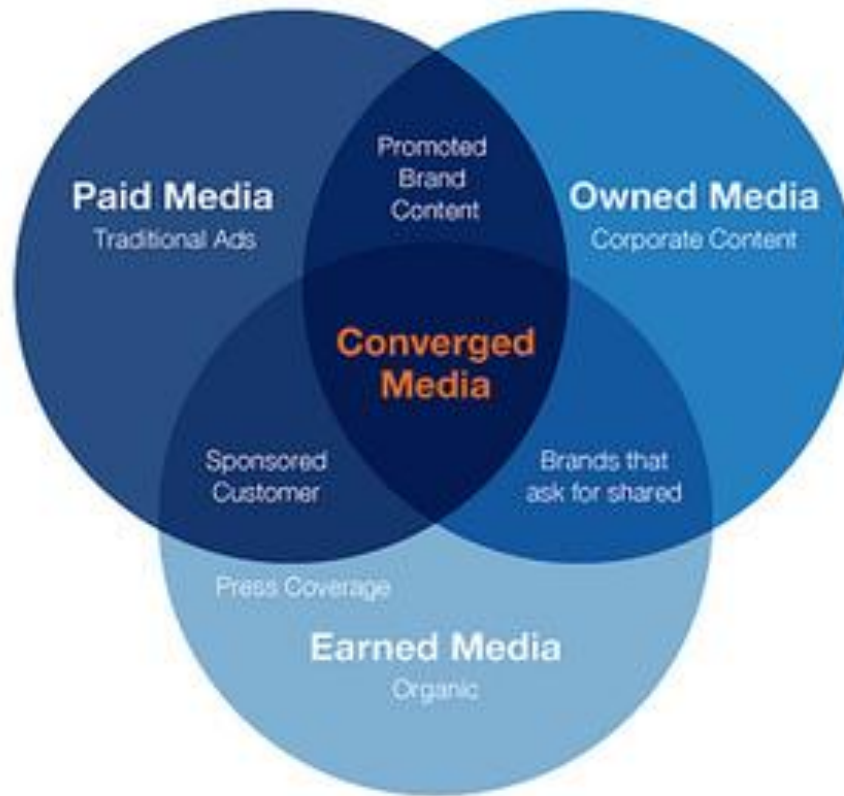 Promoted
Brand
Content
Paid Media
Traditional Ads
Owned Media
Corporate Content
Converged
Media
Sponsored
Customer
Brands that
ask for shared
Press Coverage
Earned Media
Organic